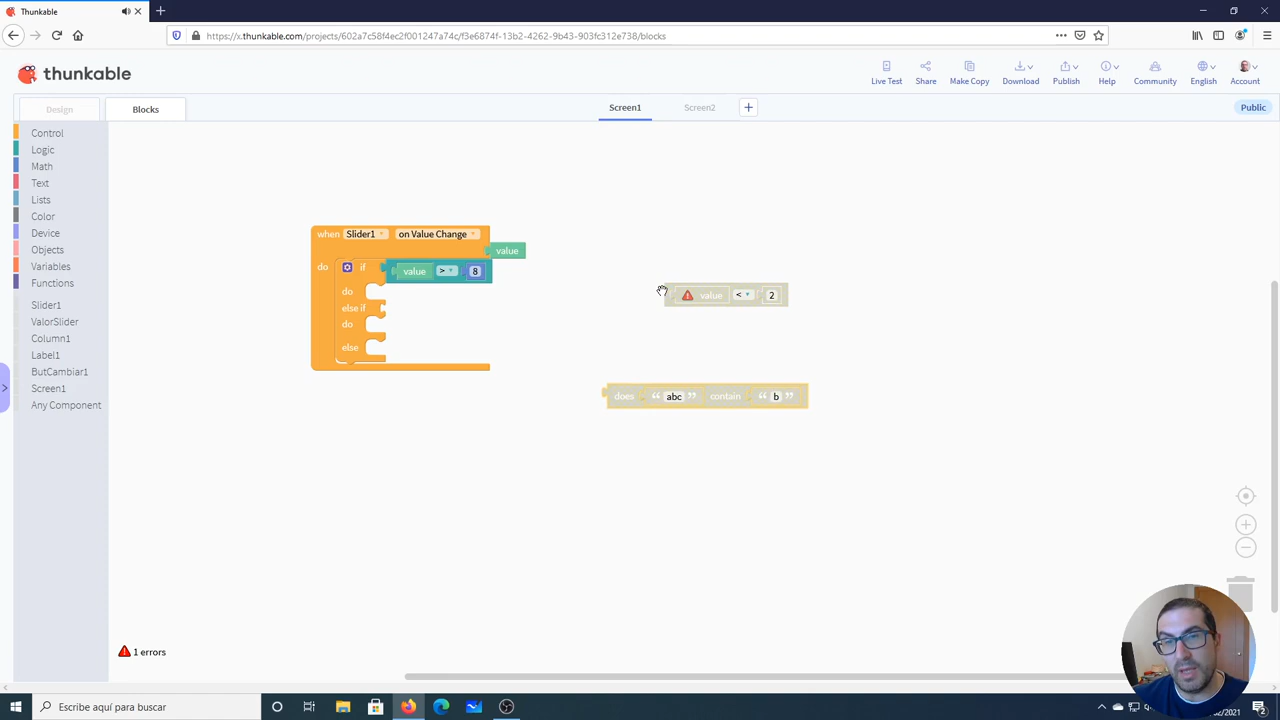 Thunkable
https://x.thunkable.com/projects/602a7c58f4ec2f001247a74c/f3e6874f-13b2-4262-9b43-903fc312e738/blocks
thunkable
Live Test
Share
Make Copy
Download
Publish
Help
Community
English
Account
Design
Blocks
Screen1
Screen2
Public
Control
Logic
Math
Text
Lists
Color
Device
Objects
Variables
Functions
Slider1
ValorSlider
Column1
Label1
ButCambiar1
Screen1
Any Component
when Slider1 on Value Change
value
do if value > 8
do
else if
do
else
value < 2
does “ abc ” contain “ b ”
1 errors
Escribe aquí para buscar
/2021
2